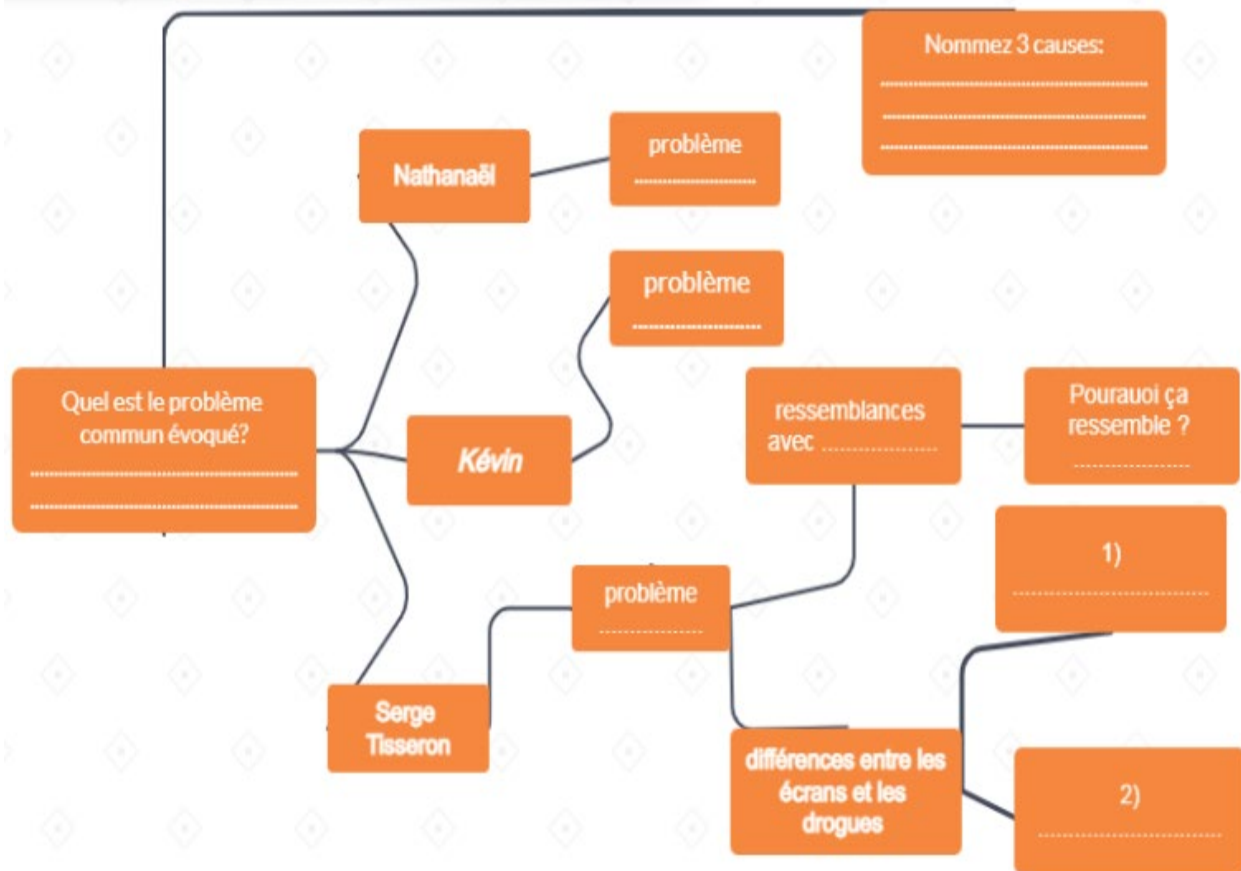 Nommez 3 causes:
........................................
........................................
........................................
Nathanaël
problème
....................
problème
....................
Quel est le problème
commun évoqué?
........................................
........................................
Kévin
ressemblances
avec ....................
Pourauoi ça
ressemble ?
....................
1)
........................................
problème
....................
Serge
Tisseron
différences entre les
écrans et les
drogues
2)
........................................